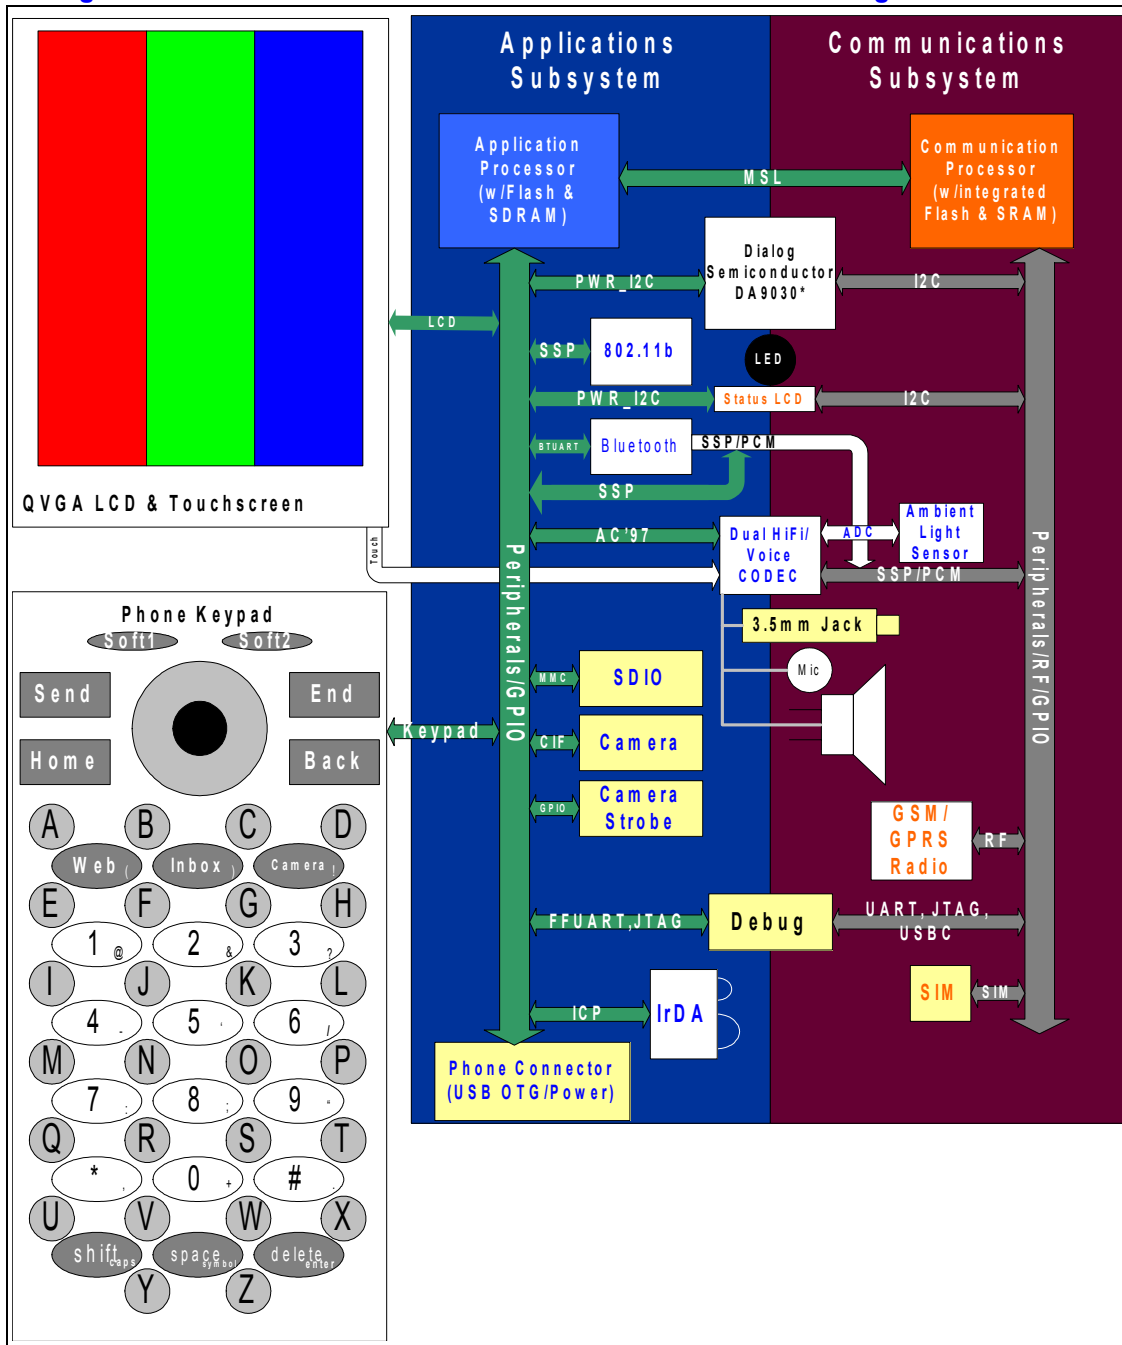 Applications
Subsystem
Communications
Subsystem
Application
Processor
(w/Flash &
SDRAM)
MSL
Communication
Processor
(w/integrated
Flash & SRAM)
PWR_I2C
Dialog
Semiconductor
DA9030*
I2C
LCD
SSP
802.11b
LED
PWR_I2C
Status LCD
I2C
BTUART
Bluetooth
SSP/PCM
SSP
QVGA LCD & Touchscreen
Touch
AC'97
Dual HiFi/
Voice
CODEC
ADC
Ambient
Light
Sensor
SSP/PCM
Peripherals/GPIO
Peripherals/RF/GPIO
3.5mm Jack
Mic
MMC
SDIO
CIF
Camera
GPIO
Camera
Strobe
GSM/
GPRS
Radio
RF
FFUART,JTAG
Debug
UART, JTAG,
USBC
SIM
SIM
ICP
IrDA
Phone Connector
(USB OTG/Power)
Phone Keypad
Soft1
Soft2
Send
End
Keypad
Home
Back
A B C D
Web ( Inbox ) Camera !
E F G H
1 @ 2 & 3 ?
I J K L
4 - 5 ' 6 /
M N O P
7 : 8 ; 9 "
Q R S T
* , 0 + # .
U V W X
shift caps space symbol delete enter
Y Z